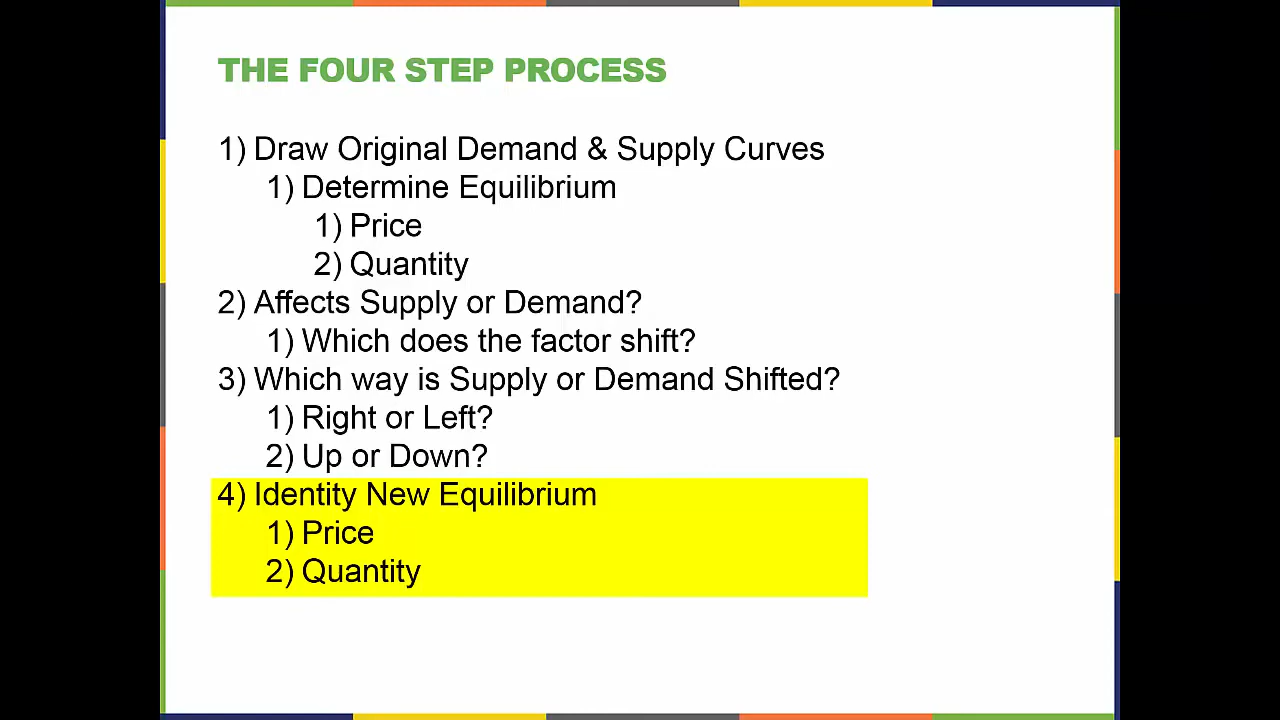 THE FOUR STEP PROCESS
1) Draw Original Demand & Supply Curves
1) Determine Equilibrium
1) Price
2) Quantity
2) Affects Supply or Demand?
1) Which does the factor shift?
3) Which way is Supply or Demand Shifted?
1) Right or Left?
2) Up or Down?
4) Identity New Equilibrium
1) Price
2) Quantity